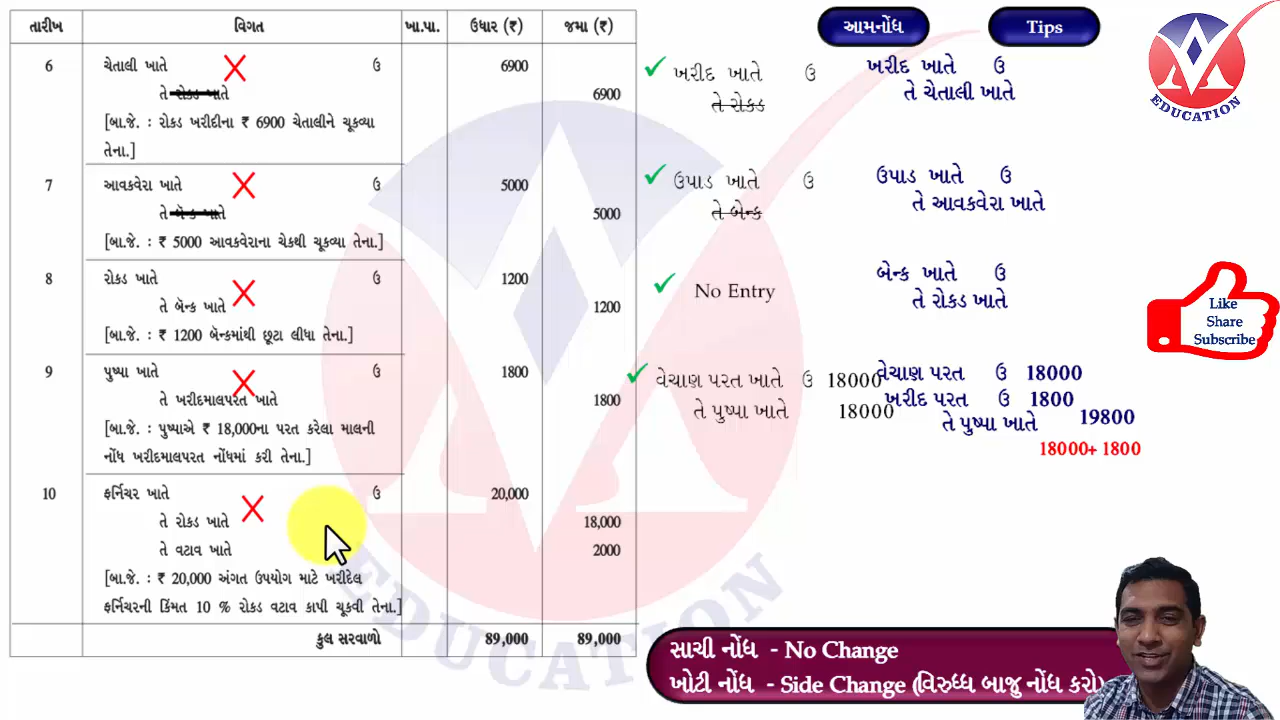 તારીખ વિગત ખા.પા. ઉધાર (₹) જમા (₹)
6 ચેતાલી ખાતે ઉ 6900
તે રોકડ ખાતે 6900
[બા.જે. : રોકડ ખરીદીના ₹ 6900 ચેતાલીને ચૂકવ્યા
તેના.]
7 આવકવેરા ખાતે ઉ 5000
તે બૅન્ક ખાતે 5000
[બા.જે. : ₹ 5000 આવકવેરાના ચેકથી ચૂકવ્યા તેના.]
8 રોકડ ખાતે ઉ 1200
તે બૅન્ક ખાતે 1200
[બા.જે. : ₹ 1200 બૅન્કમાંથી છૂટા લીધા તેના.]
9 પુષ્પા ખાતે ઉ 1800
તે ખરીદમાલપરત ખાતે 1800
[બા.જે. : પુષ્પાએ ₹ 18,000ના પરત કરેલા માલની
નોંધ ખરીદમાલપરત નોંધમાં કરી તેના.]
10 ફર્નિચર ખાતે ઉ 20,000
તે રોકડ ખાતે 18,000
તે વટાવ ખાતે 2000
[બા.જે. : ₹ 20,000 અંગત ઉપયોગ માટે ખરીદેલ
ફર્નિચરની કિંમત 10 % રોકડ વટાવ કાપી ચૂકવી તેના.]
કુલ સરવાળો 89,000 89,000
આમનોંધ
ખરીદ ખાતે ઉ
તે રોકડ
ઉપાડ ખાતે ઉ
તે બેન્ક
No Entry
વેચાણ પરત ખાતે ઉ 18000
તે પુષ્પા ખાતે 18000
Tips
ખરીદ ખાતે ઉ
તે ચેતાલી ખાતે
ઉપાડ ખાતે ઉ
તે આવકવેરા ખાતે
બેન્ક ખાતે ઉ
તે રોકડ ખાતે
વેચાણ પરત ઉ 18000
ખરીદ પરત ઉ 1800
તે પુષ્પા ખાતે 19800
18000+ 1800
EDUCATION
Like
Share
Subscribe
સાચી નોંધ - No Change
ખોટી નોંધ - Side Change (વિરુધ્ધ બાજુ નોંધ કરો)
EDUCATION